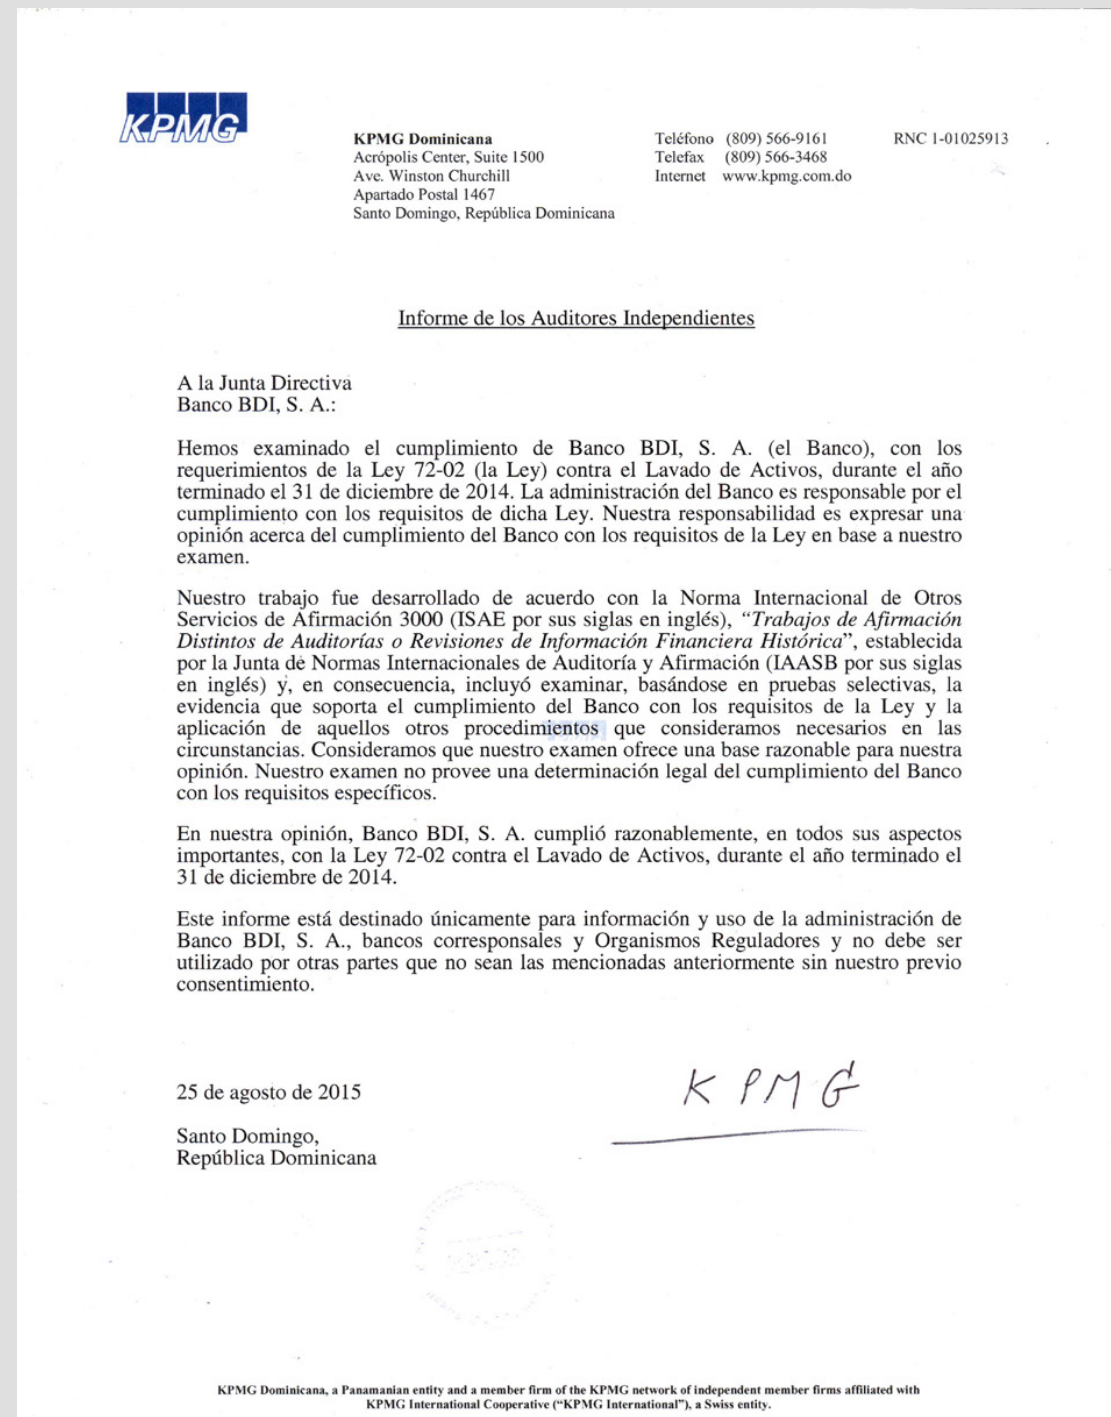 KPMG
KPMG Dominicana
Acrópolis Center, Suite 1500
Ave. Winston Churchill
Apartado Postal 1467
Santo Domingo, República Dominicana
Teléfono (809) 566-9161
Telefax (809) 566-3468
Internet www.kpmg.com.do
RNC 1-01025913
Informe de los Auditores Independientes
A la Junta Directiva
Banco BDI, S. A.:
Hemos examinado el cumplimiento de Banco BDI, S. A. (el Banco), con los
requerimientos de la Ley 72-02 (la Ley) contra el Lavado de Activos, durante el año
terminado el 31 de diciembre de 2014. La administración del Banco es responsable por el
cumplimiento con los requisitos de dicha Ley. Nuestra responsabilidad es expresar una
opinión acerca del cumplimiento del Banco con los requisitos de la Ley en base a nuestro
examen.
Nuestro trabajo fue desarrollado de acuerdo con la Norma Internacional de Otros
Servicios de Afirmación 3000 (ISAE por sus siglas en inglés), “Trabajos de Afirmación
Distintos de Auditorías o Revisiones de Información Financiera Histórica”, establecida
por la Junta de Normas Internacionales de Auditoría y Afirmación (IAASB por sus siglas
en inglés) y, en consecuencia, incluyó examinar, basándose en pruebas selectivas, la
evidencia que soporta el cumplimiento del Banco con los requisitos de la Ley y la
aplicación de aquellos otros procedimientos que consideramos necesarios en las
circunstancias. Consideramos que nuestro examen ofrece una base razonable para nuestra
opinión. Nuestro examen no provee una determinación legal del cumplimiento del Banco
con los requisitos específicos.
En nuestra opinión, Banco BDI, S. A. cumplió razonablemente, en todos sus aspectos
importantes, con la Ley 72-02 contra el Lavado de Activos, durante el año terminado el
31 de diciembre de 2014.
Este informe está destinado únicamente para información y uso de la administración de
Banco BDI, S. A., bancos corresponsales y Organismos Reguladores y no debe ser
utilizado por otras partes que no sean las mencionadas anteriormente sin nuestro previo
consentimiento.
25 de agosto de 2015
KPMG
Santo Domingo,
República Dominicana
KPMG Dominicana, a Panamanian entity and a member firm of the KPMG network of independent member firms affiliated with
KPMG International Cooperative (“KPMG International”), a Swiss entity.